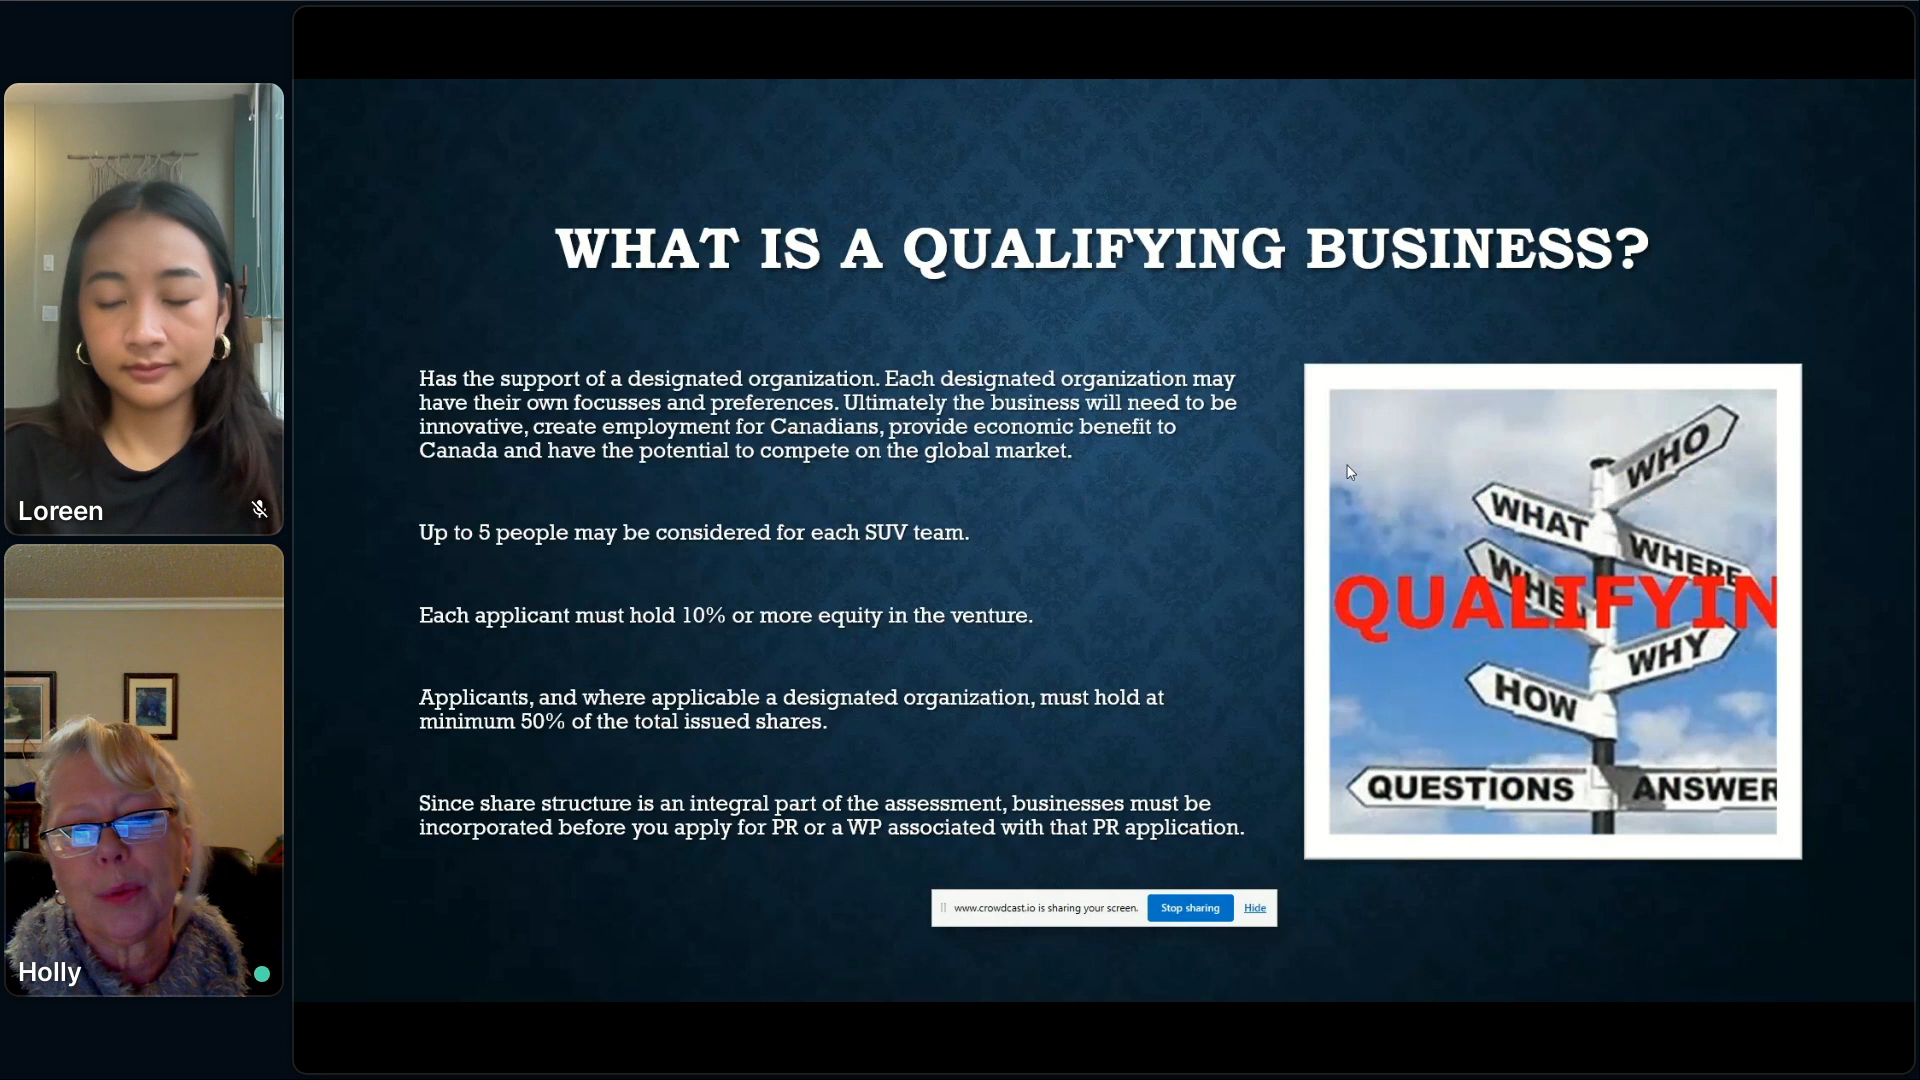 WHAT IS A QUALIFYING BUSINESS?
Has the support of a designated organization. Each designated organization may
have their own focusses and preferences. Ultimately the business will need to be
innovative, create employment for Canadians, provide economic benefit to
Canada and have the potential to compete on the global market.
Up to 5 people may be considered for each SUV team.
Each applicant must hold 10% or more equity in the venture.
Applicants, and where applicable a designated organization, must hold at
minimum 50% of the total issued shares.
Since share structure is an integral part of the assessment, businesses must be
incorporated before you apply for PR or a WP associated with that PR application.
WHO
WHAT
WHERE
WHEN
QUALIFYIN
WHY
HOW
QUESTIONS
ANSWER
www.crowdcast.io is sharing your screen.
Stop sharing
Hide
Loreen
Holly